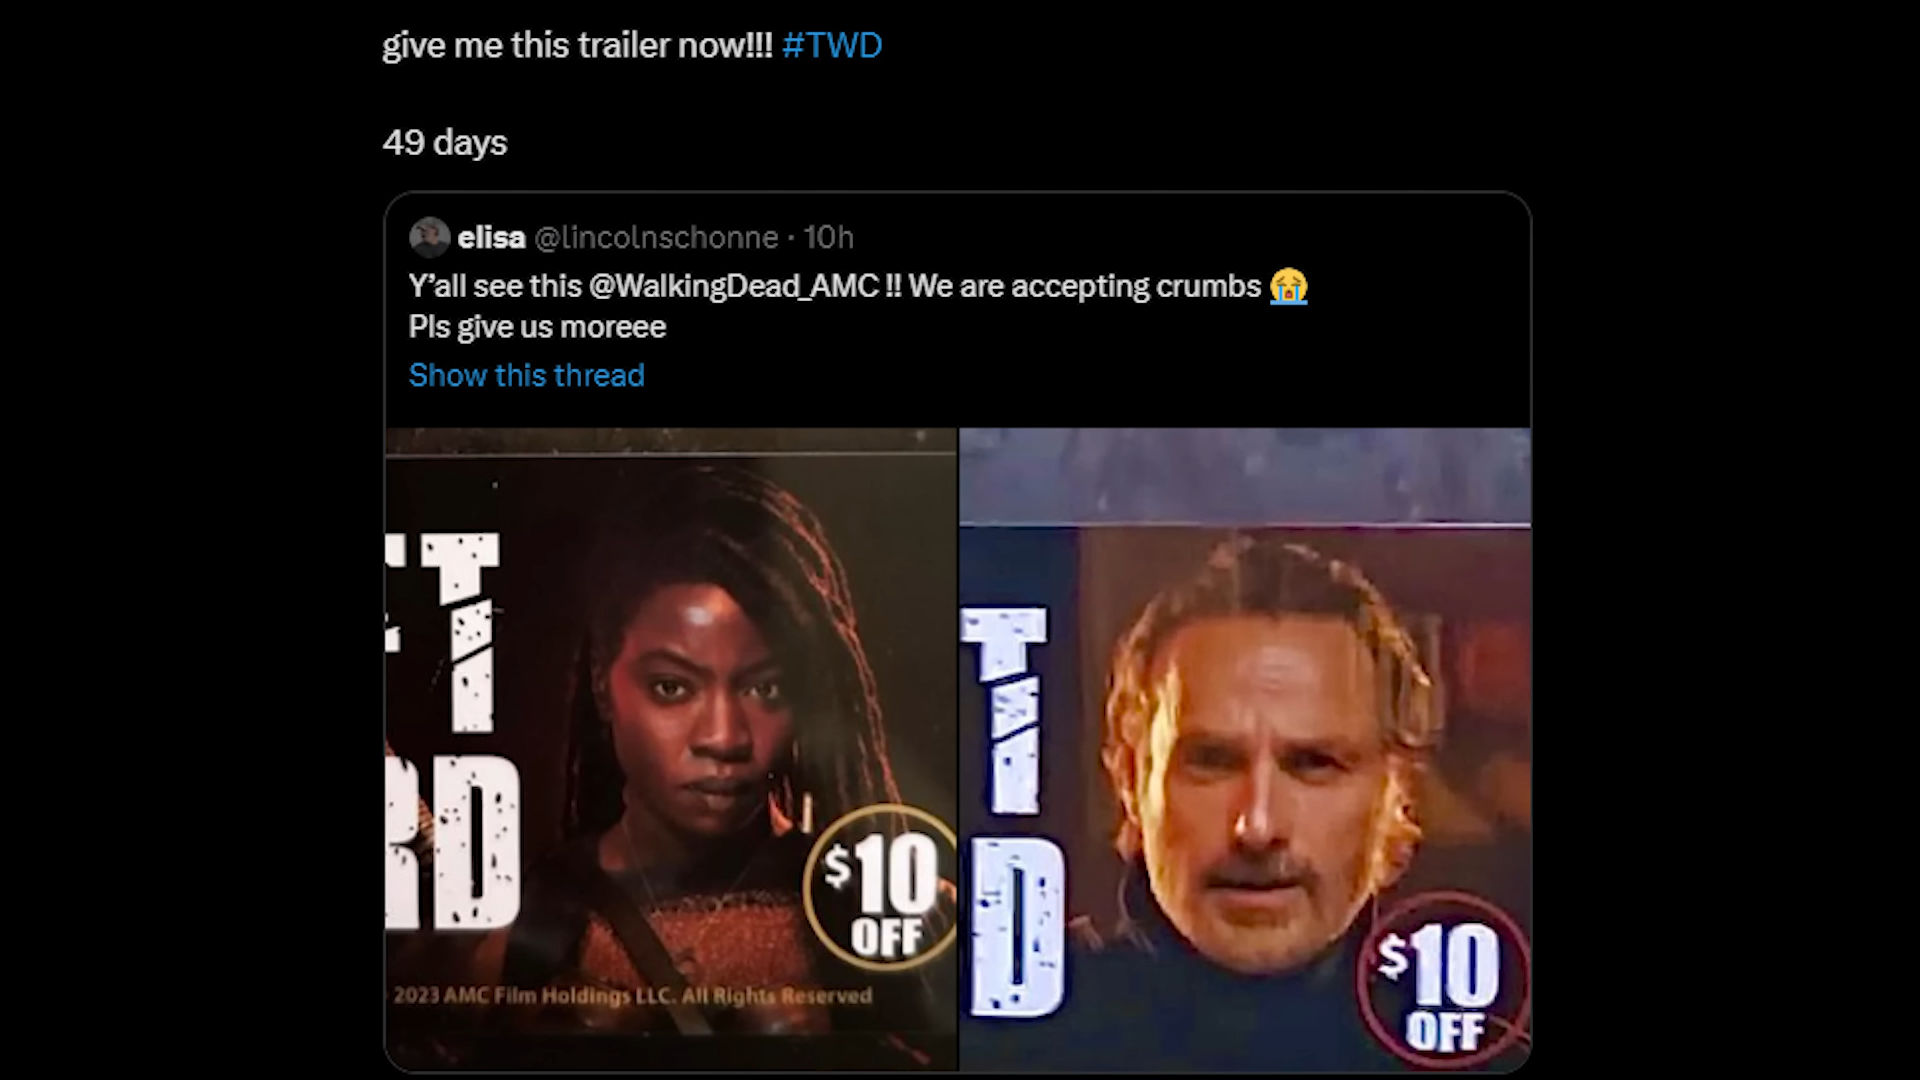 give me this trailer now!!! #TWD
49 days
elisa @lincolnschonne · 10h
Y’all see this @WalkingDead_AMC !! We are accepting crumbs 😭
Pls give us moreee
Show this thread
T
RD
$10
OFF
2023 AMC Film Holdings LLC. All Rights Reserved
T
D
$10
OFF